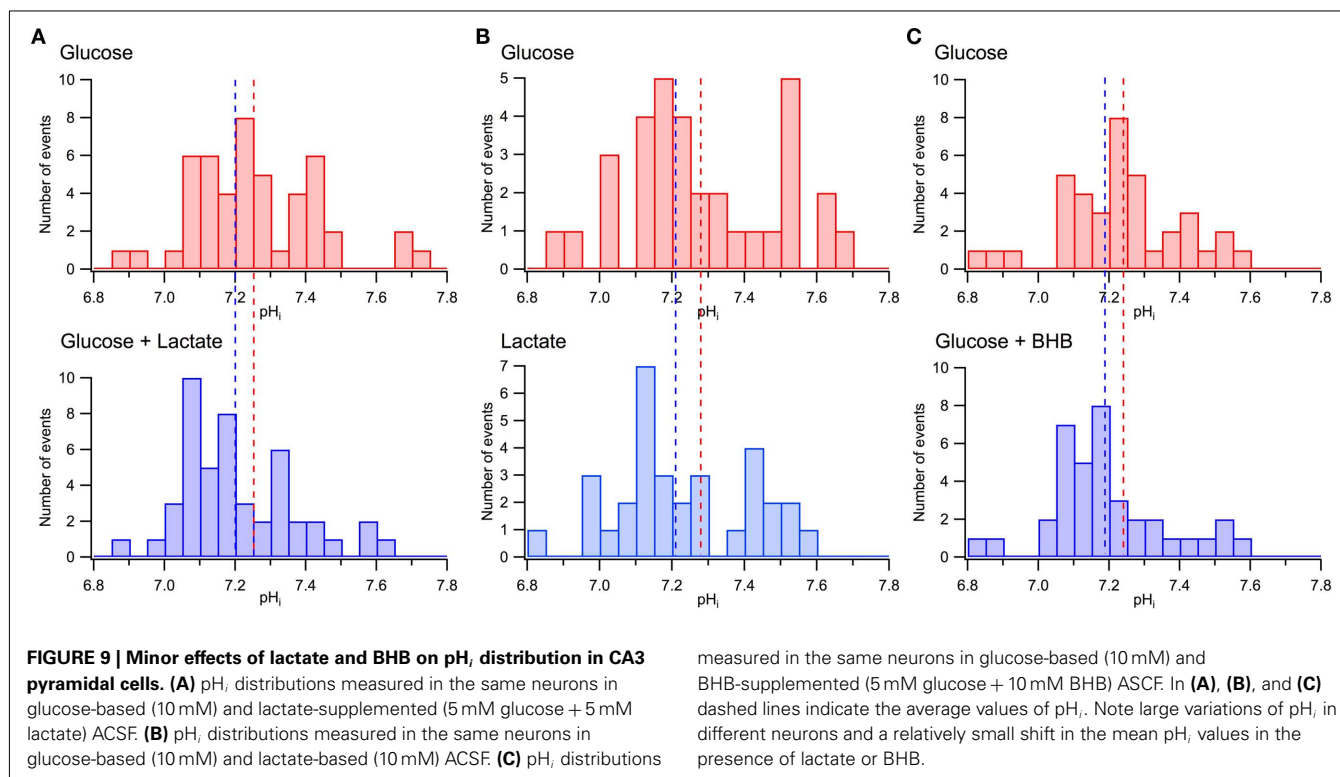 A
Glucose
Number of events
10
8
6
4
2
0
6.8 7.0 7.2 7.4 7.6 7.8
pHi
Glucose + Lactate
Number of events
10
8
6
4
2
0
6.8 7.0 7.2 7.4 7.6 7.8
pHi
B
Glucose
Number of events
5
4
3
2
1
0
6.8 7.0 7.2 7.4 7.6 7.8
pHi
Lactate
Number of events
7
6
5
4
3
2
1
0
6.8 7.0 7.2 7.4 7.6 7.8
pHi
C
Glucose
Number of events
10
8
6
4
2
0
6.8 7.0 7.2 7.4 7.6 7.8
pHi
Glucose + BHB
Number of events
10
8
6
4
2
0
6.8 7.0 7.2 7.4 7.6 7.8
pHi
FIGURE 9 | Minor effects of lactate and BHB on pHi distribution in CA3
pyramidal cells. (A) pHi distributions measured in the same neurons in
glucose-based (10 mM) and lactate-supplemented (5 mM glucose + 5 mM
lactate) ACSF. (B) pHi distributions measured in the same neurons in
glucose-based (10 mM) and lactate-based (10 mM) ACSF. (C) pHi distributions
measured in the same neurons in glucose-based (10 mM) and
BHB-supplemented (5 mM glucose + 10 mM BHB) ASCF. In (A), (B), and (C)
dashed lines indicate the average values of pHi. Note large variations of pHi in
different neurons and a relatively small shift in the mean pHi values in the
presence of lactate or BHB.